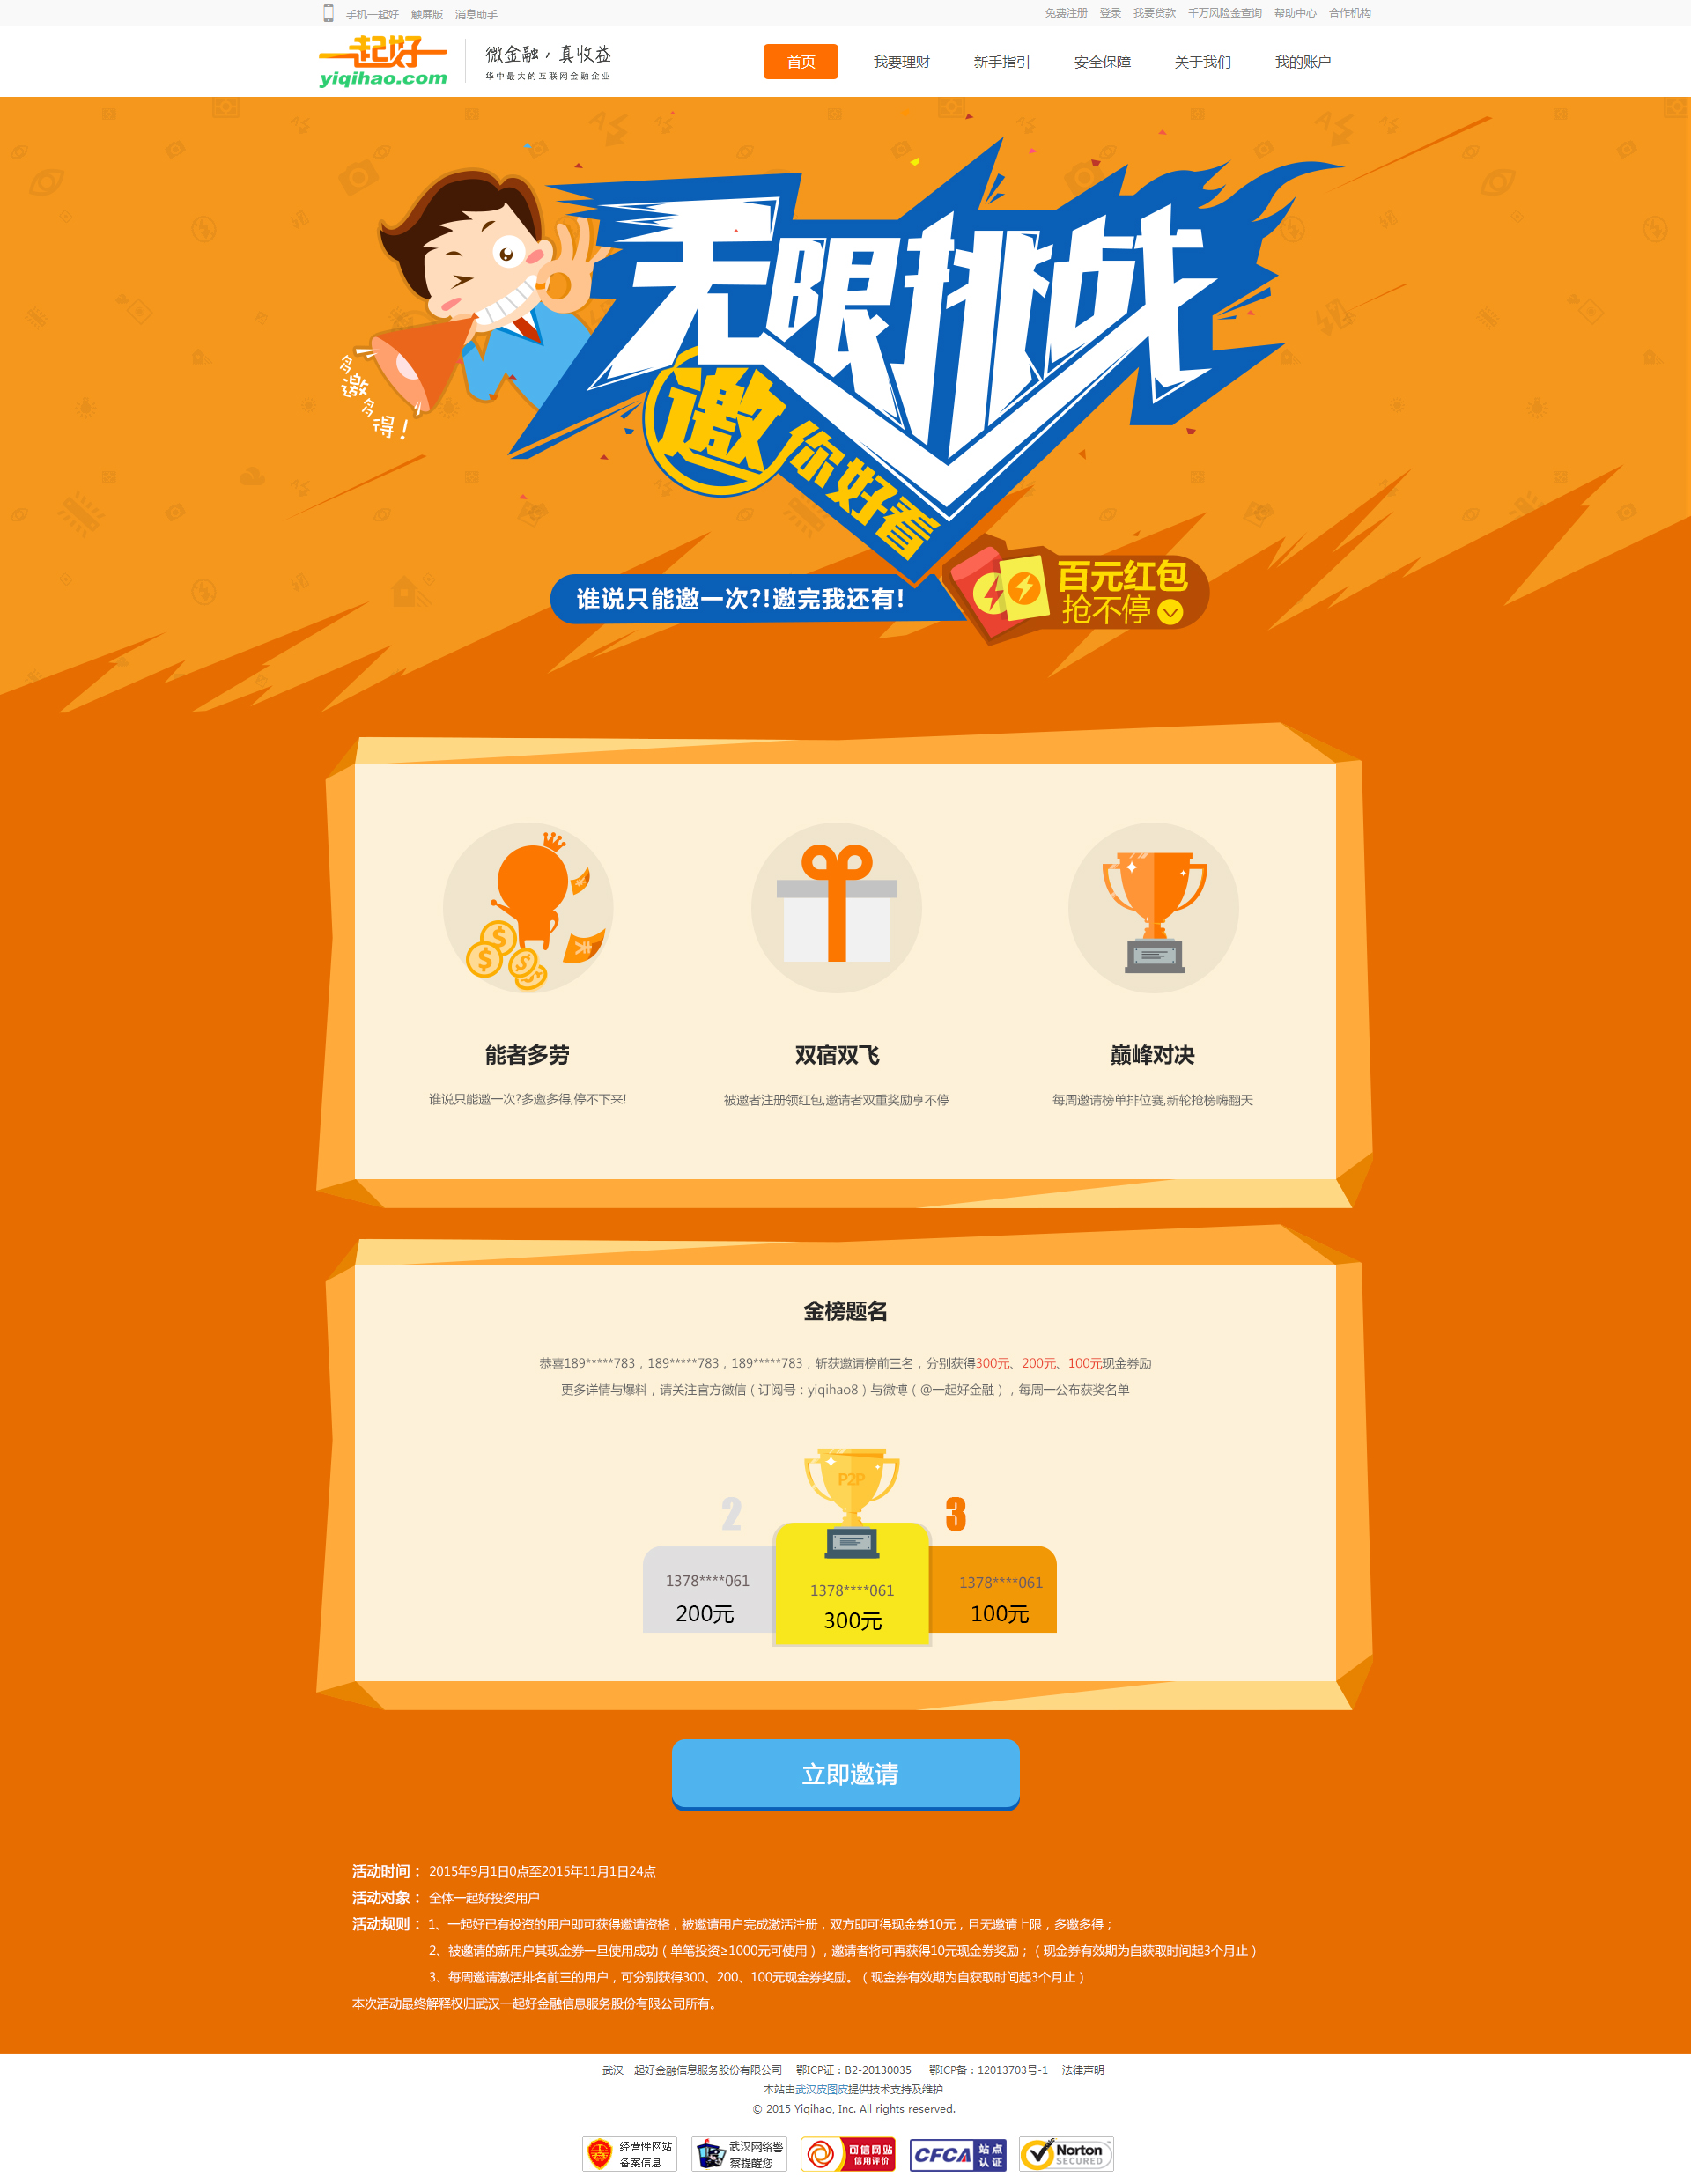 手机一起好 触屏版 消息助手
免费注册 登录 我要贷款 千万风险金查询 帮助中心 合作机构
一起好
yiqihao.com
微金融，真收益
华中最大的互联网金融企业
首页 我要理财 新手指引 安全保障 关于我们 我的账户
无限挑战
多邀多得！
邀你好看
谁说只能邀一次?!邀完我还有!
百元红包
抢不停
能者多劳 双宿双飞 巅峰对决
谁说只能邀一次?多邀多得,停不下来! 被邀者注册领红包,邀请者双重奖励享不停 每周邀请榜单排位赛,新轮抢榜嗨翻天
金榜题名
恭喜189*****783，189*****783，189*****783，斩获邀请榜前三名，分别获得300元、200元、100元现金券励
更多详情与爆料，请关注官方微信（订阅号：yiqihao8）与微博（@一起好金融），每周一公布获奖名单
P2P
2 3
1378****061 1378****061 1378****061
200元 300元 100元
立即邀请
活动时间： 2015年9月1日0点至2015年11月1日24点
活动对象： 全体一起好投资用户
活动规则： 1、一起好已有投资的用户即可获得邀请资格，被邀请用户完成激活注册，双方即可得现金劵10元，且无邀请上限，多邀多得；
2、被邀请的新用户其现金券一旦使用成功（单笔投资≥1000元可使用），邀请者将可再获得10元现金劵奖励；（现金券有效期为自获取时间起3个月止）
3、每周邀请激活排名前三的用户，可分别获得300、200、100元现金券奖励。（现金券有效期为自获取时间起3个月止）
本次活动最终解释权归武汉一起好金融信息服务股份有限公司所有。
武汉一起好金融信息服务股份有限公司 鄂ICP证：B2-20130035 鄂ICP备：12013703号-1 法律声明
本站由武汉皮图皮提供技术支持及维护
© 2015 Yiqihao, Inc. All rights reserved.
经营性网站
备案信息
武汉网络警
察提醒您
可信网站
信用评价
CFCA 站点
认证
Norton
SECURED